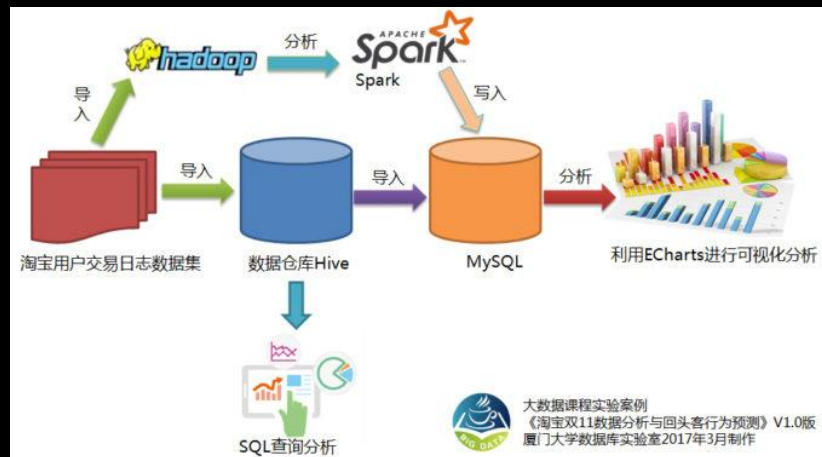 hadoop
分析
APACHE
Spark
Spark
导入
写入
导入
导入
分析
淘宝用户交易日志数据集
数据仓库Hive
MySQL
利用ECharts进行可视化分析
SQL查询分析
BIG DATA
大数据课程实验案例
《淘宝双11数据分析与回头客行为预测》V1.0版
厦门大学数据库实验室2017年3月制作